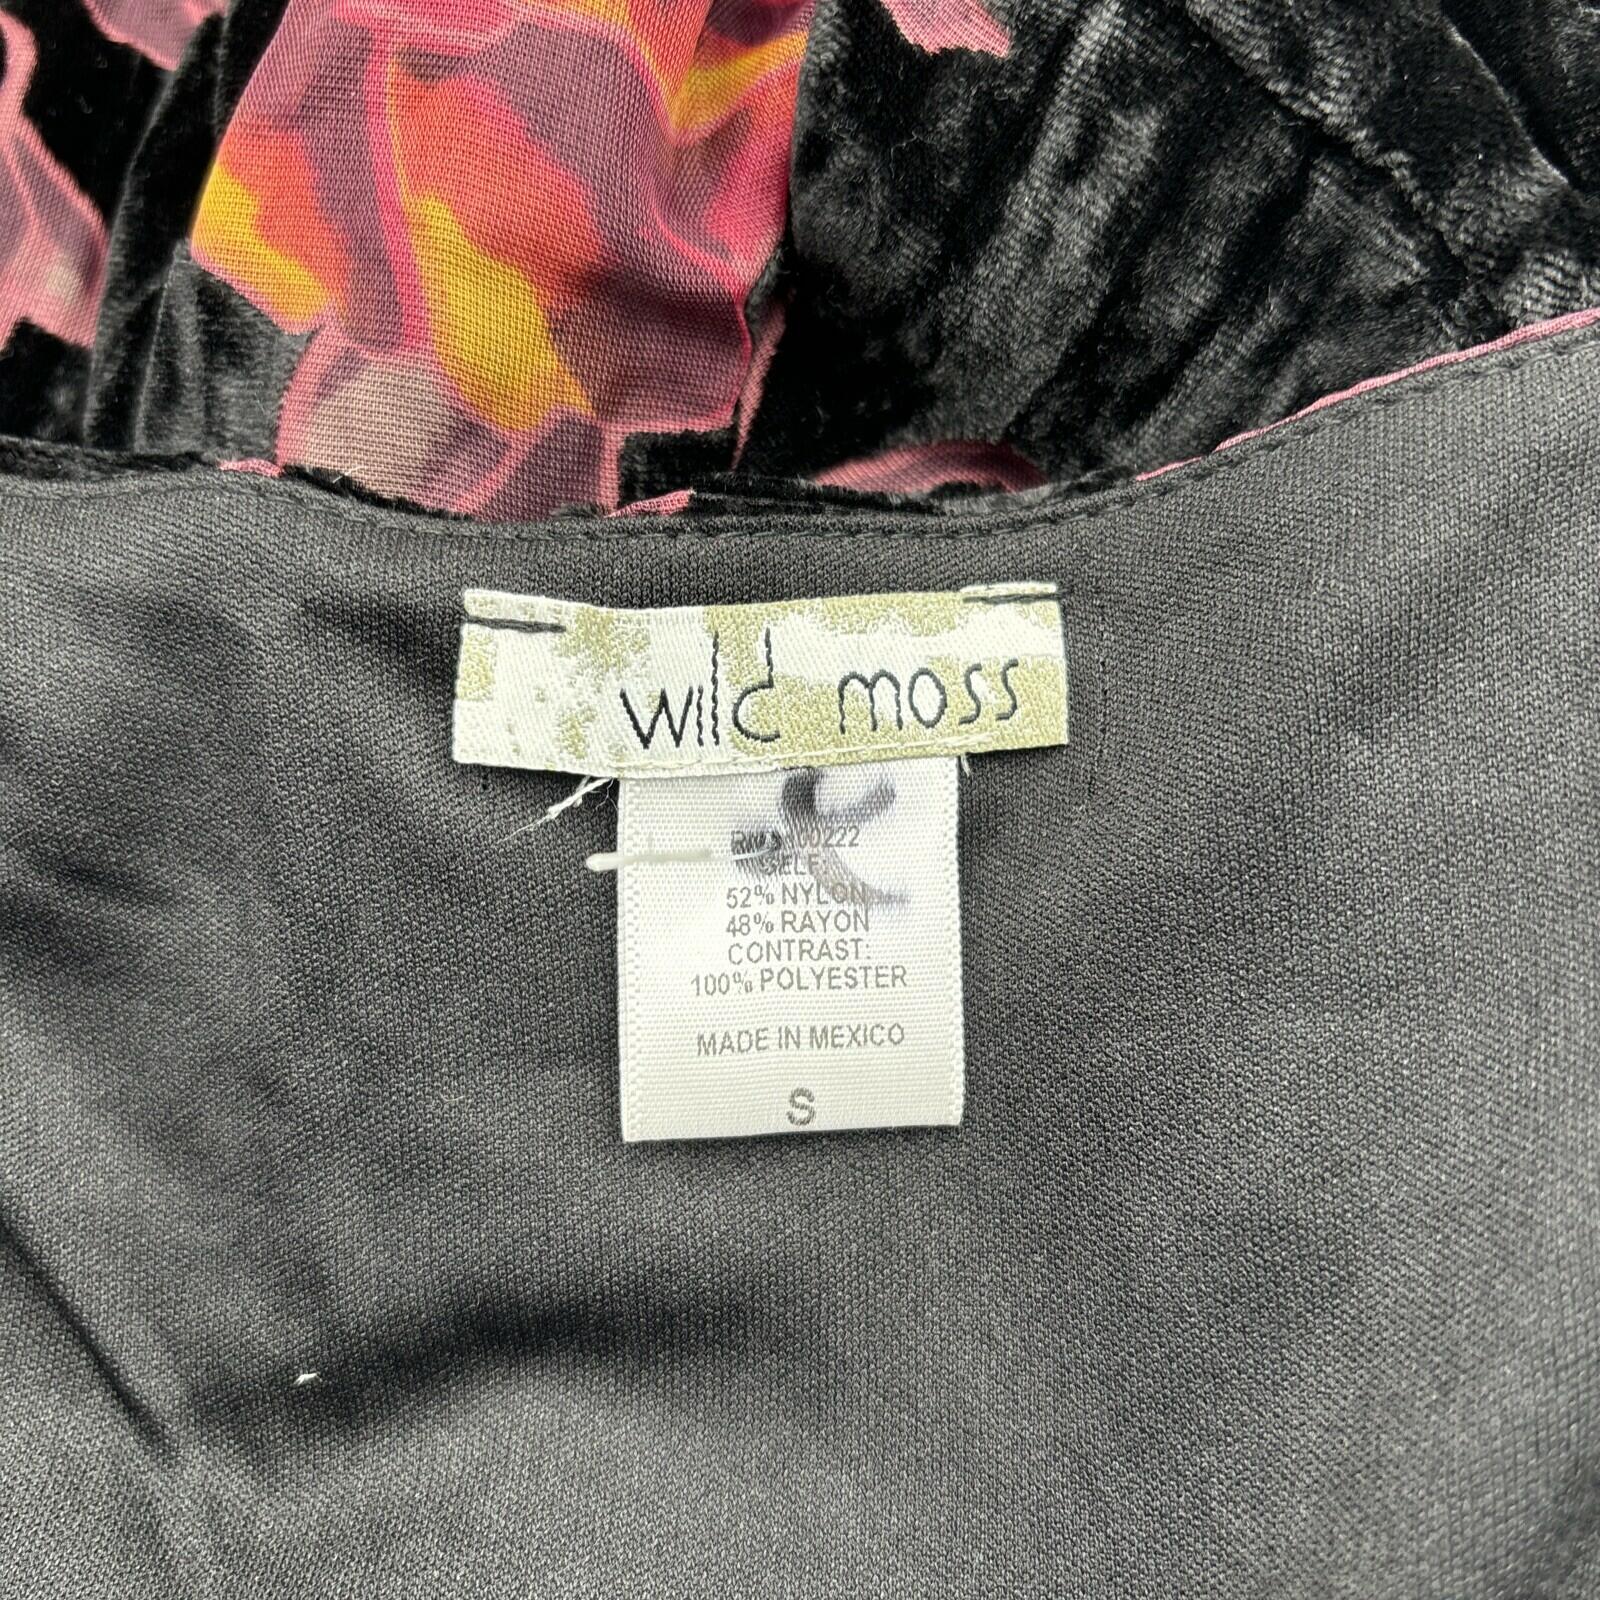 wild moss
SELF:
52% NYLON
48% RAYON
CONTRAST:
100% POLYESTER
MADE IN MEXICO
S